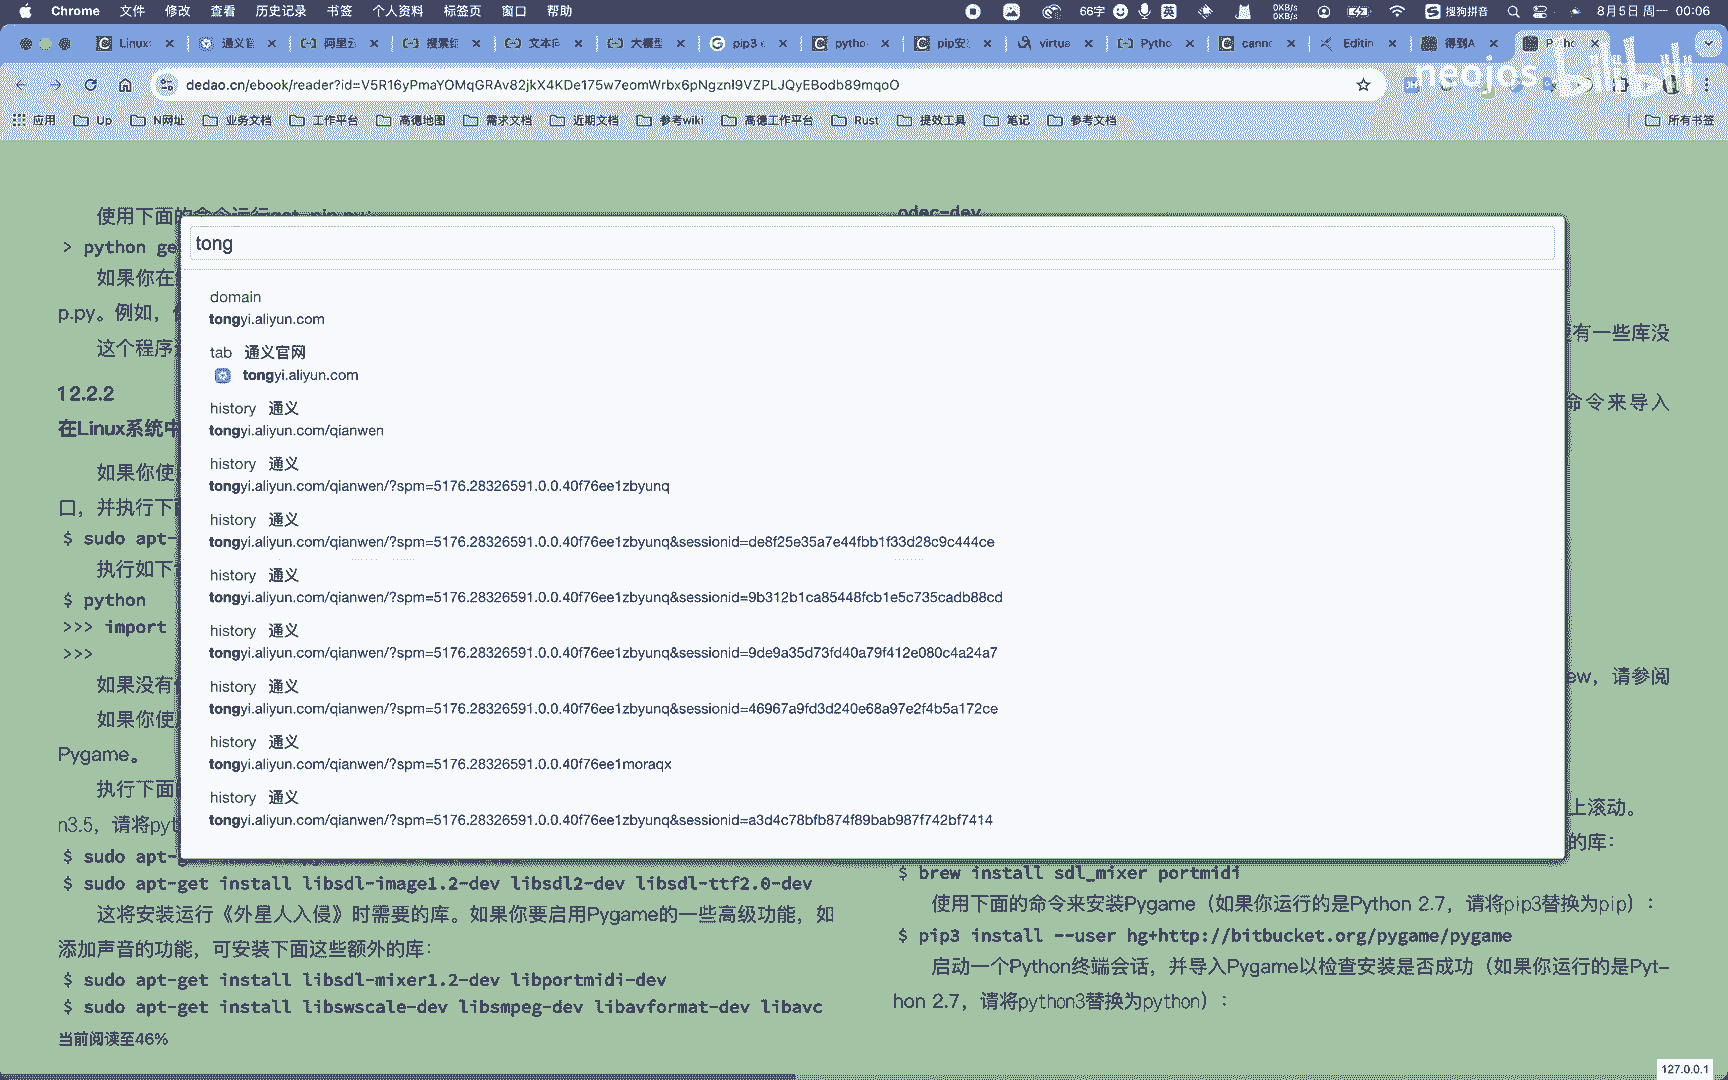 Chrome 文件 修改 查看 历史记录 书签 个人资料 标签页 窗口 帮助 66字 英 0KB/s 0KB/s 搜狗拼音 8月5日 周一 00:06
Linux 通义官 阿里云 搜索结 文本向 大模型 pip3 pytho pip安 virtua Pytho canno Editin 得到A
neojos bilibili
dedao.cn/ebook/reader?id=V5R16yPmaYOMqGRAv82jkX4KDe175w7eomWrbx6pNgznl9VZPLJQyEBodb89mqoO
应用 Up N网址 业务文档 工作平台 高德地图 需求文档 近期文档 参考wiki 高德工作平台 Rust 提效工具 笔记 参考文档 所有书签
使用下面的命令运行get-pip.py:
> python ge
如果你在
p.py。例如，
这个程序
12.2.2
在Linux系统中
如果你使
口，并执行下
$ sudo apt-
执行如下
$ python
>>> import
>>>
如果没有
如果你使
Pygame。
执行下面
n3.5，请将pyt
$ sudo apt-
$ sudo apt-get install libsdl-image1.2-dev libsdl2-dev libsdl-ttf2.0-dev
这将安装运行《外星人入侵》时需要的库。如果你要启用Pygame的一些高级功能，如
添加声音的功能，可安装下面这些额外的库：
$ sudo apt-get install libsdl-mixer1.2-dev libportmidi-dev
$ sudo apt-get install libswscale-dev libsmpeg-dev libavformat-dev libavc
当前阅读至46%
tong
domain
tongyi.aliyun.com
tab 通义官网
tongyi.aliyun.com
history 通义
tongyi.aliyun.com/qianwen
history 通义
tongyi.aliyun.com/qianwen/?spm=5176.28326591.0.0.40f76ee1zbyunq
history 通义
tongyi.aliyun.com/qianwen/?spm=5176.28326591.0.0.40f76ee1zbyunq&sessionid=de8f25e35a7e44fbb1f33d28c9c444ce
history 通义
tongyi.aliyun.com/qianwen/?spm=5176.28326591.0.0.40f76ee1zbyunq&sessionid=9b312b1ca85448fcb1e5c735cadb88cd
history 通义
tongyi.aliyun.com/qianwen/?spm=5176.28326591.0.0.40f76ee1zbyunq&sessionid=9de9a35d73fd40a79f412e080c4a24a7
history 通义
tongyi.aliyun.com/qianwen/?spm=5176.28326591.0.0.40f76ee1zbyunq&sessionid=46967a9fd3d240e68a97e2f4b5a172ce
history 通义
tongyi.aliyun.com/qianwen/?spm=5176.28326591.0.0.40f76ee1moraqx
history 通义
tongyi.aliyun.com/qianwen/?spm=5176.28326591.0.0.40f76ee1zbyunq&sessionid=a3d4c78bfb874f89bab987f742bf7414
odec-dev
有一些库没
命令来导入
ew，请参阅
上滚动。
的库：
$ brew install sdl_mixer portmidi
使用下面的命令来安装Pygame（如果你运行的是Python 2.7，请将pip3替换为pip）：
$ pip3 install --user hg+http://bitbucket.org/pygame/pygame
启动一个Python终端会话，并导入Pygame以检查安装是否成功（如果你运行的是Pyt-
hon 2.7，请将python3替换为python）：
127.0.0.1